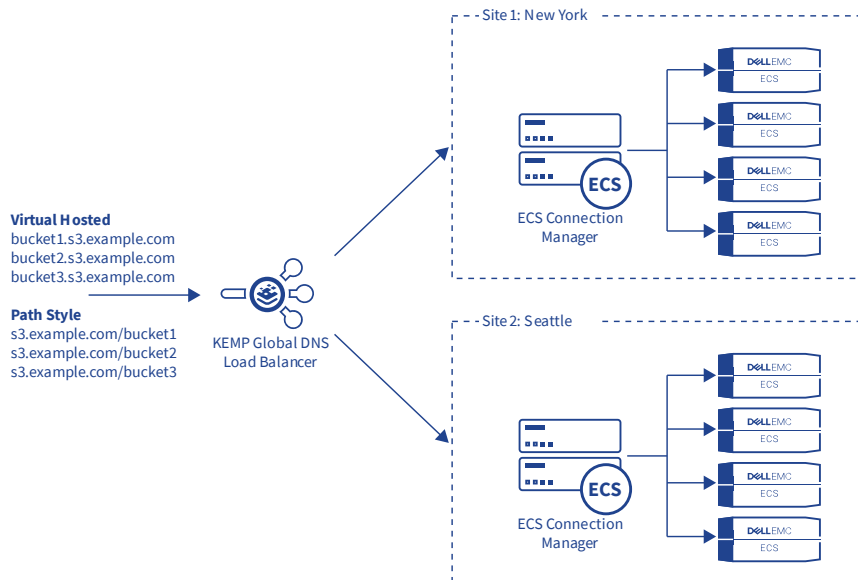 Virtual Hosted
bucket1.s3.example.com
bucket2.s3.example.com
bucket3.s3.example.com
Path Style
s3.example.com/bucket1
s3.example.com/bucket2
s3.example.com/bucket3
KEMP Global DNS
Load Balancer
Site 1: New York
ECS
ECS Connection
Manager
DELLEMC
ECS
DELLEMC
ECS
DELLEMC
ECS
DELLEMC
ECS
Site 2: Seattle
ECS
ECS Connection
Manager
DELLEMC
ECS
DELLEMC
ECS
DELLEMC
ECS
DELLEMC
ECS